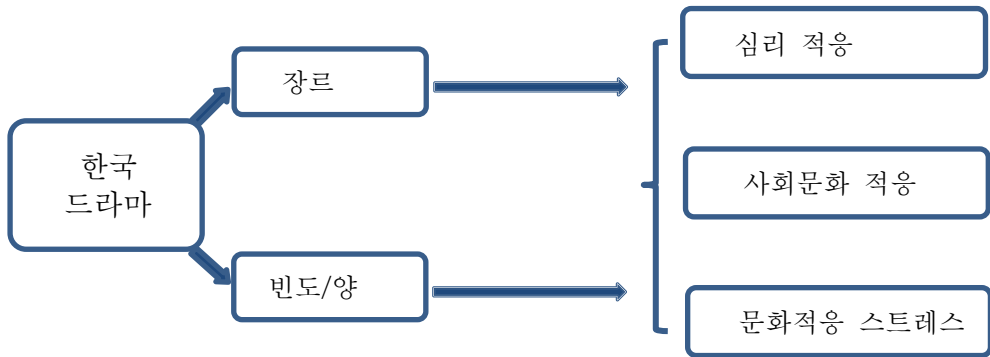 한국
드라마
장르
빈도/양
심리 적응
사회문화 적응
문화적응 스트레스